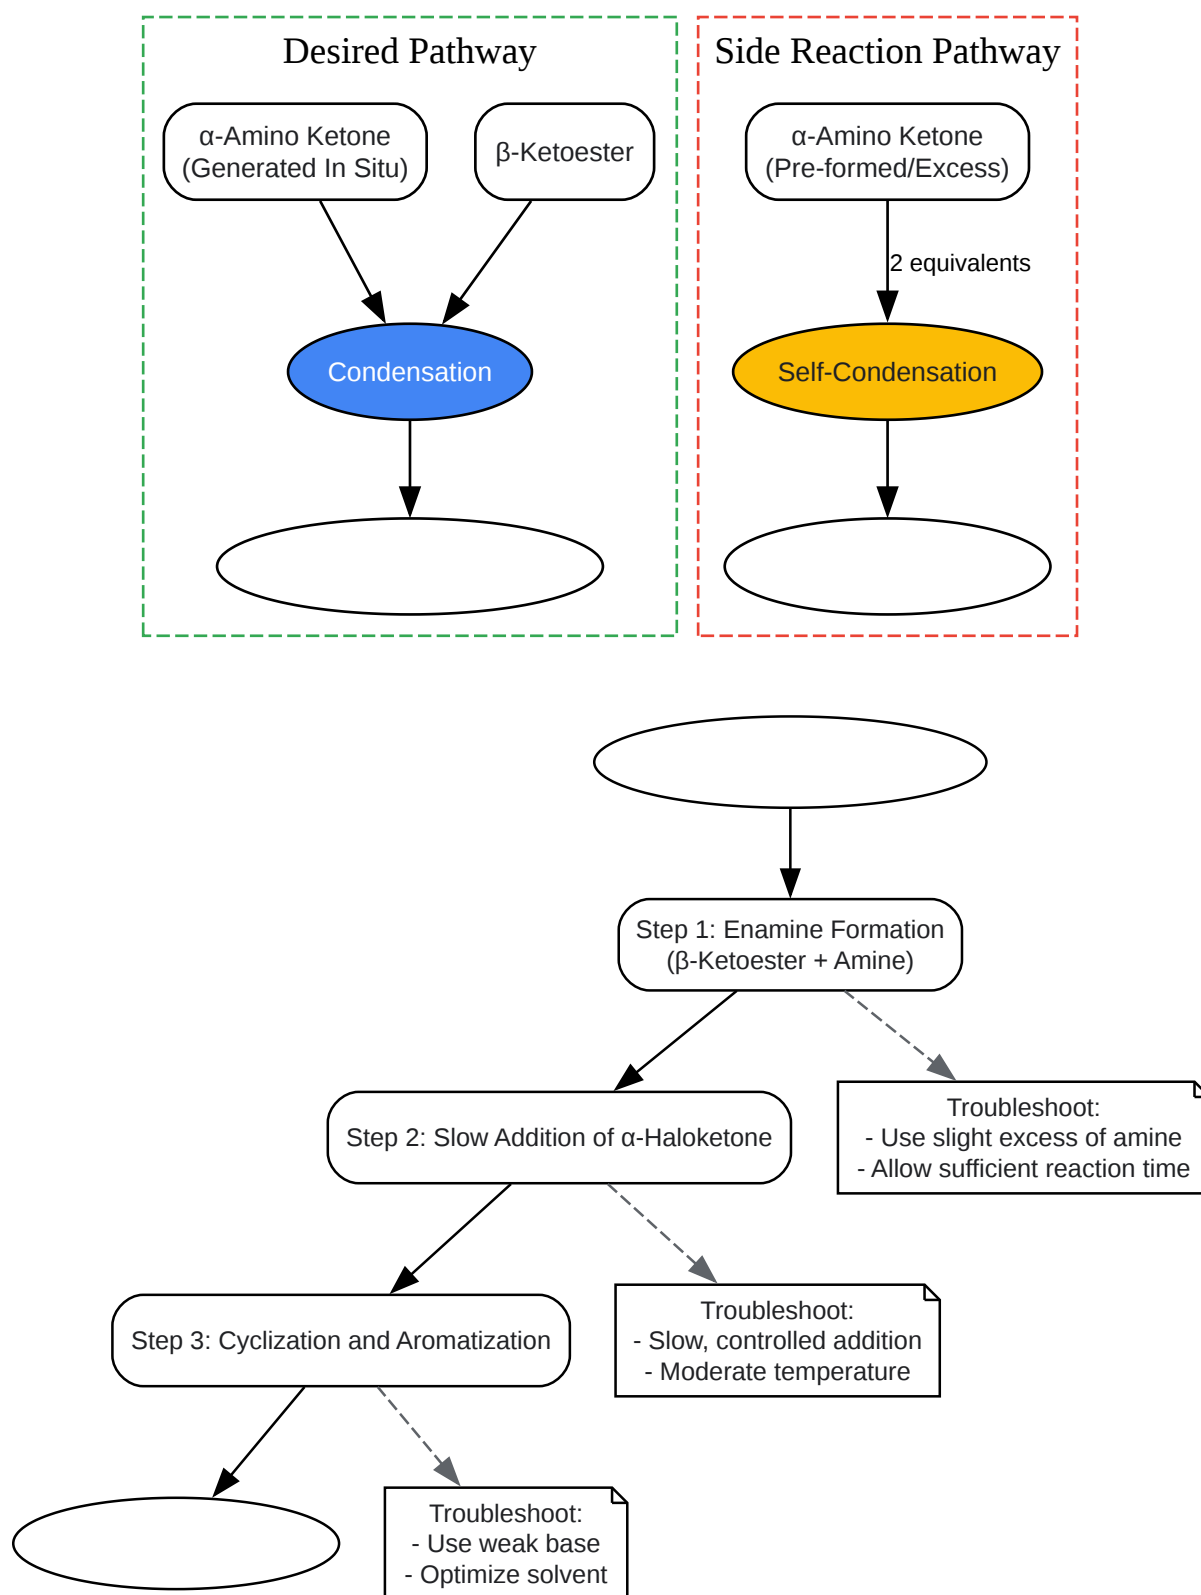 Desired Pathway
α-Amino Ketone
(Generated In Situ)
β-Ketoester
Condensation
Side Reaction Pathway
α-Amino Ketone
(Pre-formed/Excess)
2 equivalents
Self-Condensation
Step 1: Enamine Formation
(β-Ketoester + Amine)
Troubleshoot:
- Use slight excess of amine
- Allow sufficient reaction time
Step 2: Slow Addition of α-Haloketone
Troubleshoot:
- Slow, controlled addition
- Moderate temperature
Step 3: Cyclization and Aromatization
Troubleshoot:
- Use weak base
- Optimize solvent